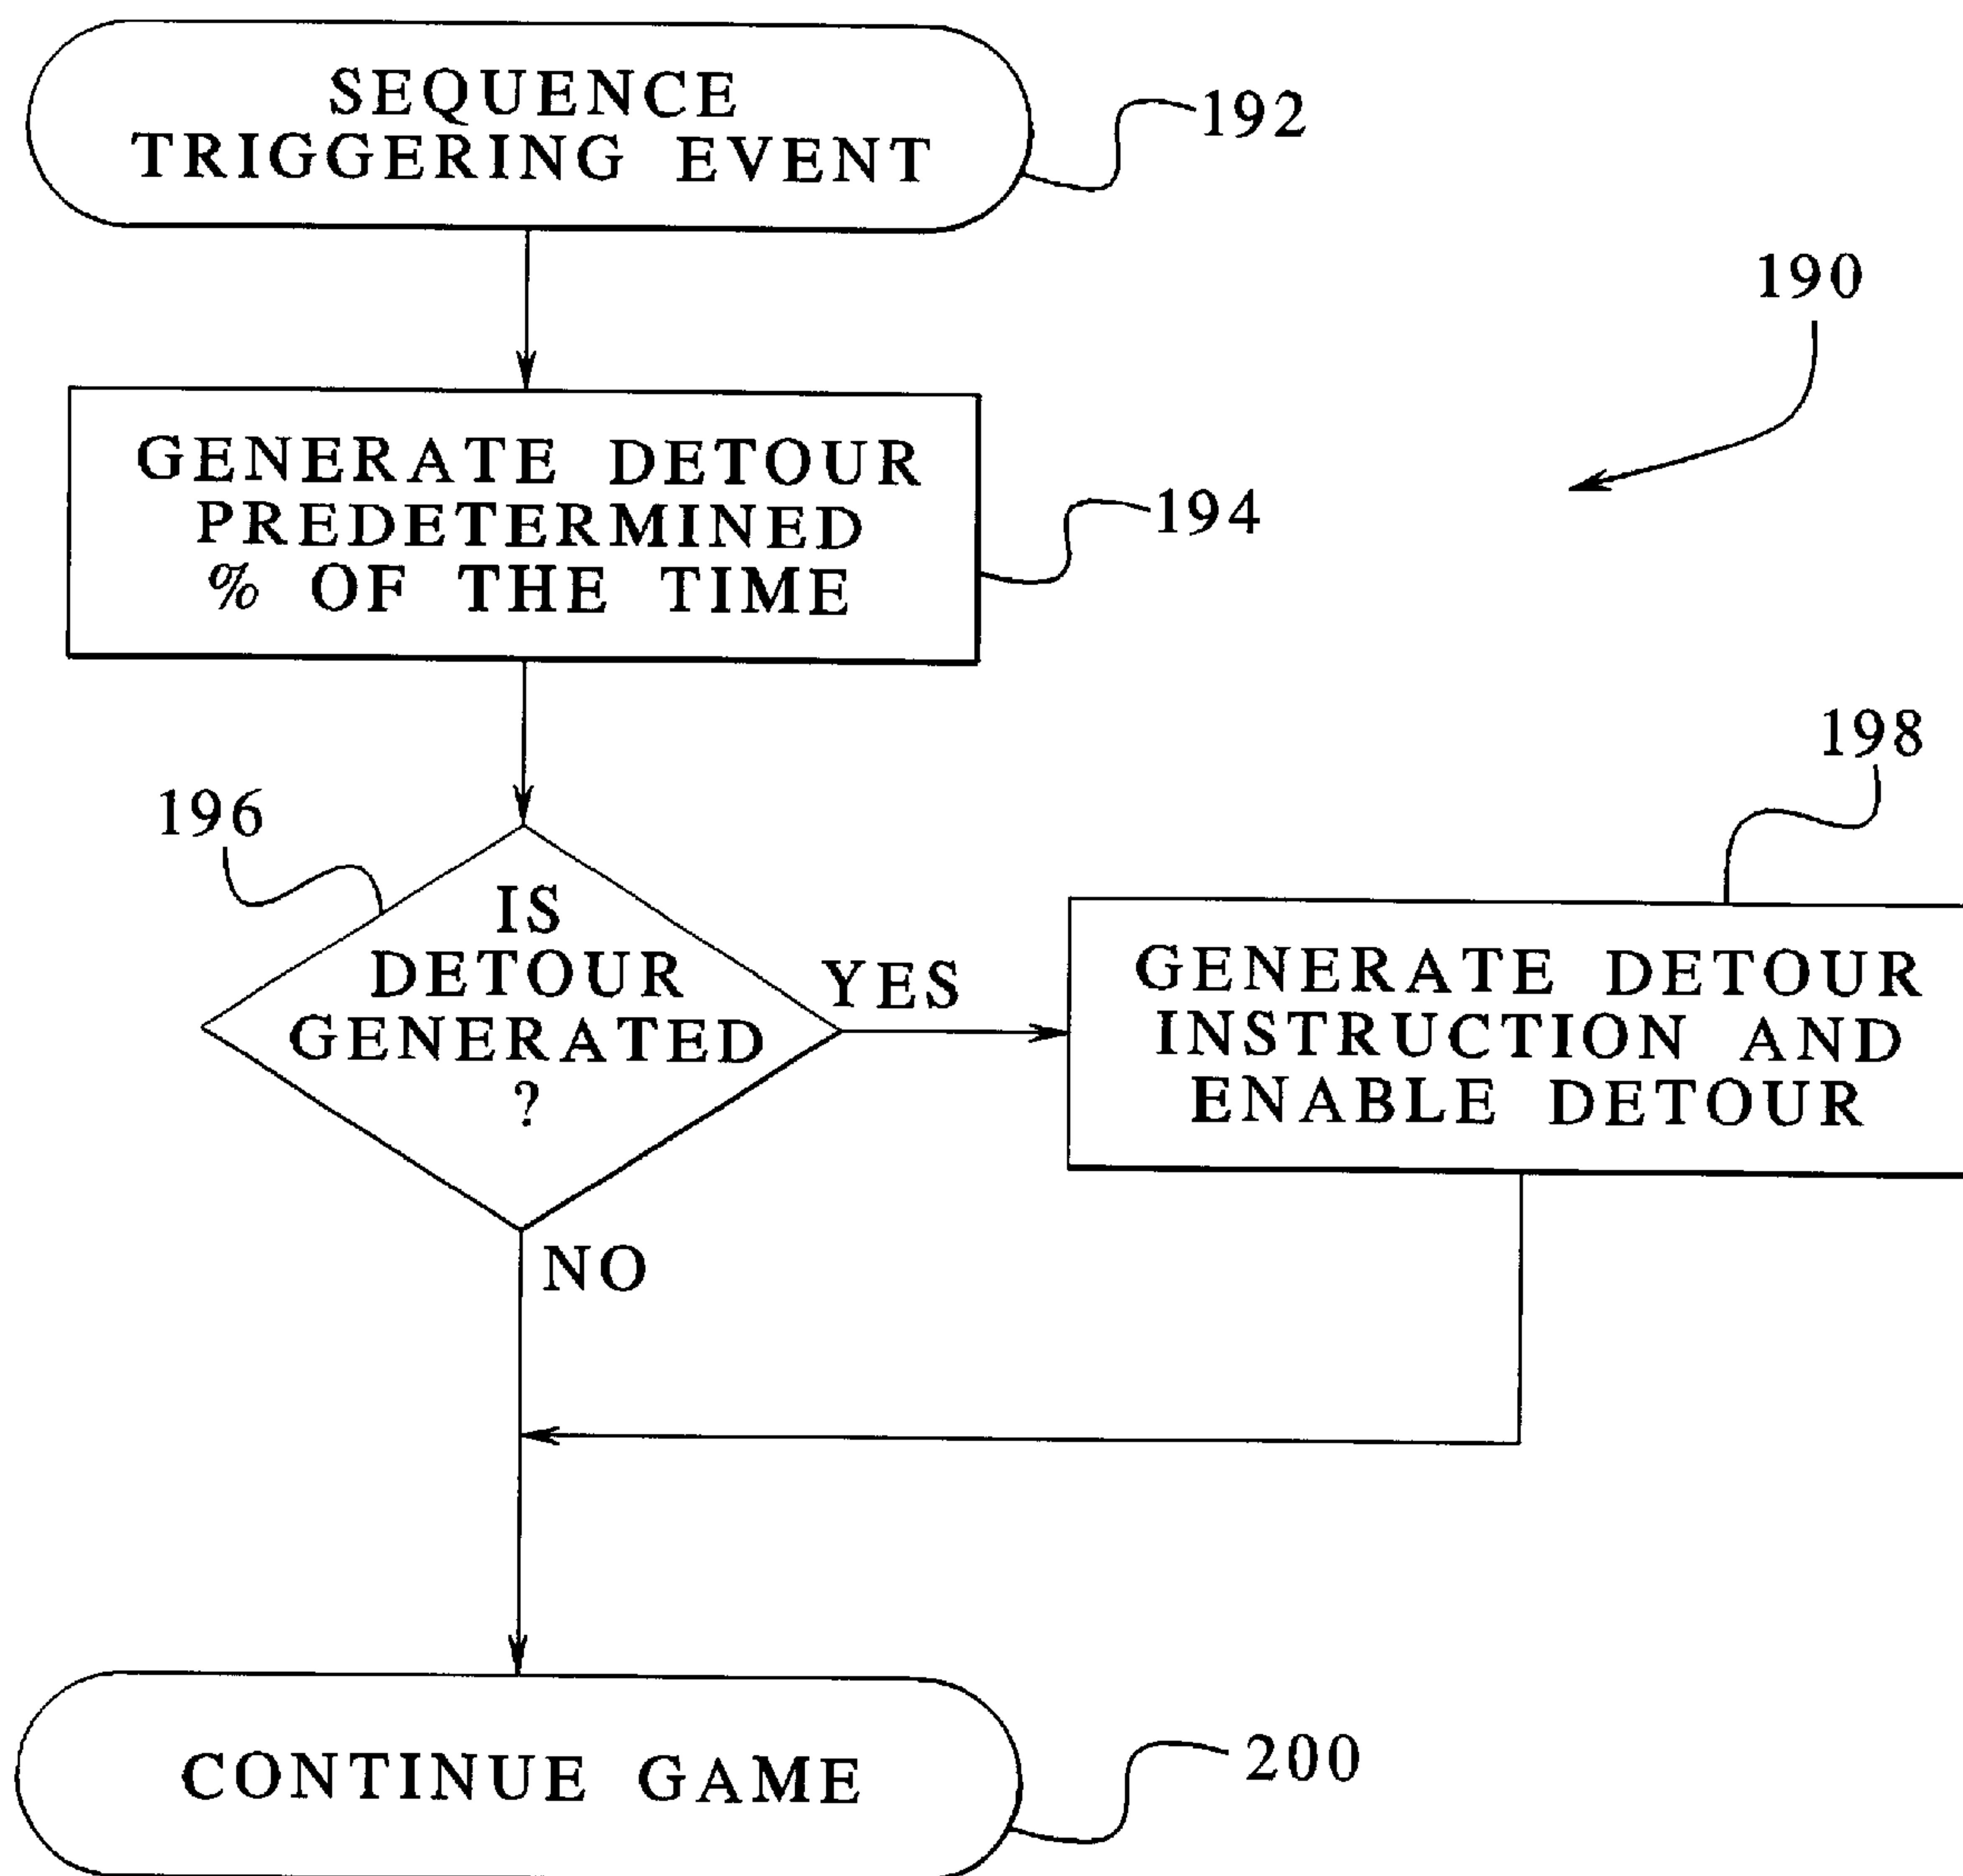 SEQUENCE
TRIGGERING EVENT
192
190
GENERATE DETOUR
PREDETERMINED
% OF THE TIME
194
198
196
IS
DETOUR
GENERATED
?
YES
GENERATE DETOUR
INSTRUCTION AND
ENABLE DETOUR
NO
CONTINUE GAME
200